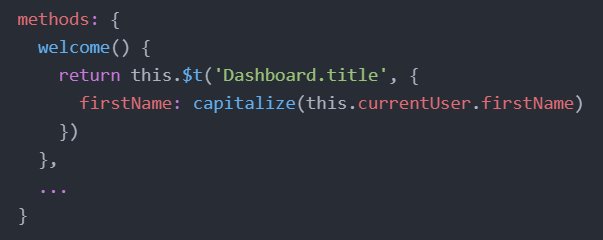 methods: {
welcome() {
return this.$t('Dashboard.title', {
firstName: capitalize(this.currentUser.firstName)
})
},
...
}